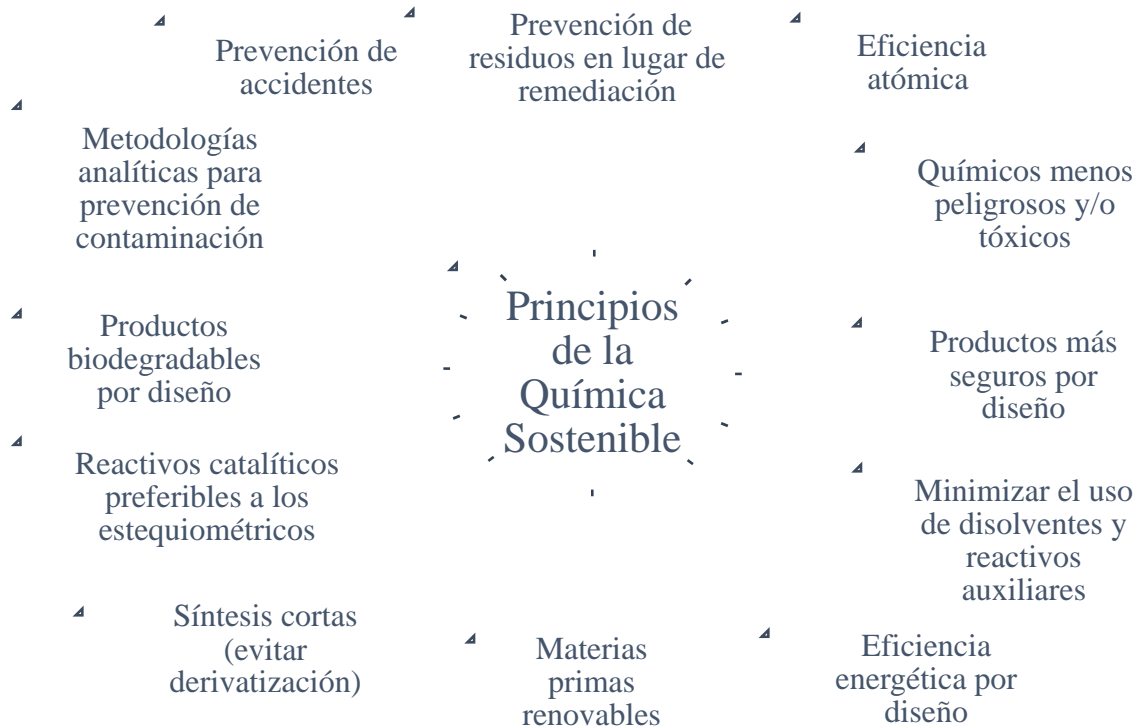 Prevención de
accidentes
Prevención de
residuos en lugar de
remediación
Eficiencia
atómica
Químicos menos
peligrosos y/o
tóxicos
Productos más
seguros por
diseño
Minimizar el uso
de disolventes y
reactivos
auxiliares
Eficiencia
energética por
diseño
Materias
primas
renovables
Síntesis cortas
(evitar
derivatización)
Reactivos catalíticos
preferibles a los
estequiométricos
Productos
biodegradables
por diseño
Metodologías
analíticas para
prevención de
contaminación
Principios
de la
Química
Sostenible